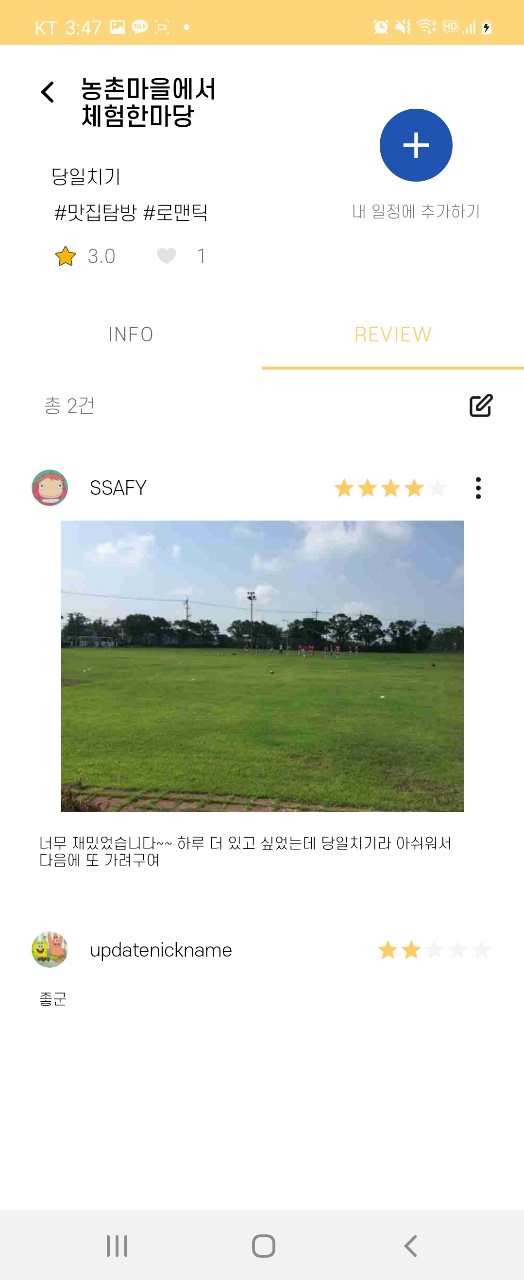 KT 3:47
농촌마을에서
체험한마당
당일치기
#맛집탐방 #로맨틱
내 일정에 추가하기
3.0 1
INFO REVIEW
총 2건
SSAFY
너무 재밌었습니다~~ 하루 더 있고 싶었는데 당일치기라 아쉬워서
다음에 또 가려구여
updatenickname
좋군